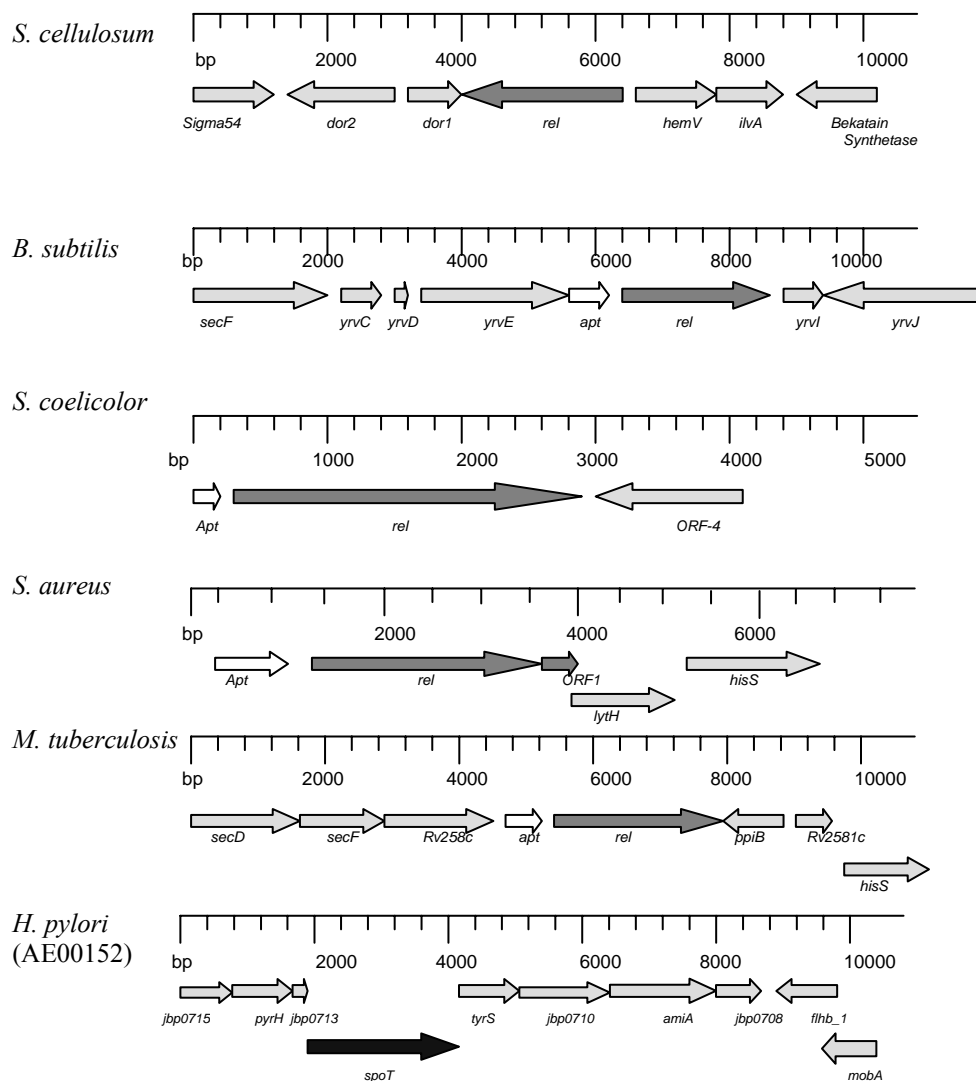 S. cellulosum
bp 2000 4000 6000 8000 10000
Sigma54 dor2 dor1 rel hemV ilvA Bekatain
Synthetase
B. subtilis
bp 2000 4000 6000 8000 10000
secF yrvC yrvD yrvE apt rel yrvI yrvJ
S. coelicolor
bp 1000 2000 3000 4000 5000
Apt rel ORF-4
S. aureus
bp 2000 4000 6000
Apt rel ORF1 hisS
lytH
M. tuberculosis
bp 2000 4000 6000 8000 10000
secD secF Rv258c apt rel ppiB Rv2581c
hisS
H. pylori
(AE00152)
bp 2000 4000 6000 8000 10000
jbp0715 pyrH jbp0713 tyrS jbp0710 amiA jbp0708 flhb_1
spoT mobA